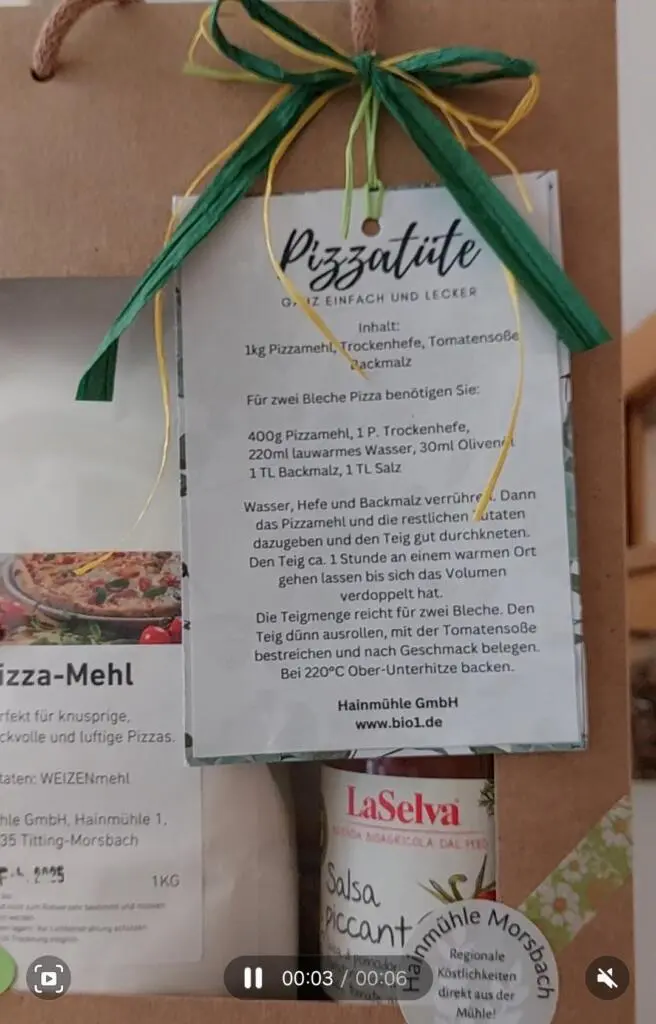 Pizzatüte
GANZ EINFACH UND LECKER
Inhalt:
1kg Pizzamehl, Trockenhefe, Tomatensoße
Backmalz
Für zwei Bleche Pizza benötigen Sie:
400g Pizzamehl, 1 P. Trockenhefe,
220ml lauwarmes Wasser, 30ml Olivenöl
1 TL Backmalz, 1 TL Salz
Wasser, Hefe und Backmalz verrühren. Dann
das Pizzamehl und die restlichen Zutaten
dazugeben und den Teig gut durchkneten.
Den Teig ca. 1 Stunde an einem warmen Ort
gehen lassen bis sich das Volumen
verdoppelt hat.
Die Teigmenge reicht für zwei Bleche. Den
Teig dünn ausrollen, mit der Tomatensoße
bestreichen und nach Geschmack belegen.
Bei 220°C Ober-Unterhitze backen.
Hainmühle GmbH
www.bio1.de
izza-Mehl
rfekt für knusprige,
ckvolle und luftige Pizzas.
taten: WEIZENmehl
hle GmbH, Hainmühle 1,
35 Titting-Morsbach
1KG
LaSelva
AGRICOLA DAL
Salsa
piccant
Hainmühle Morsbach
Regionale
Köstlichkeiten
direkt aus der
Mühle!
00:03 / 00:06